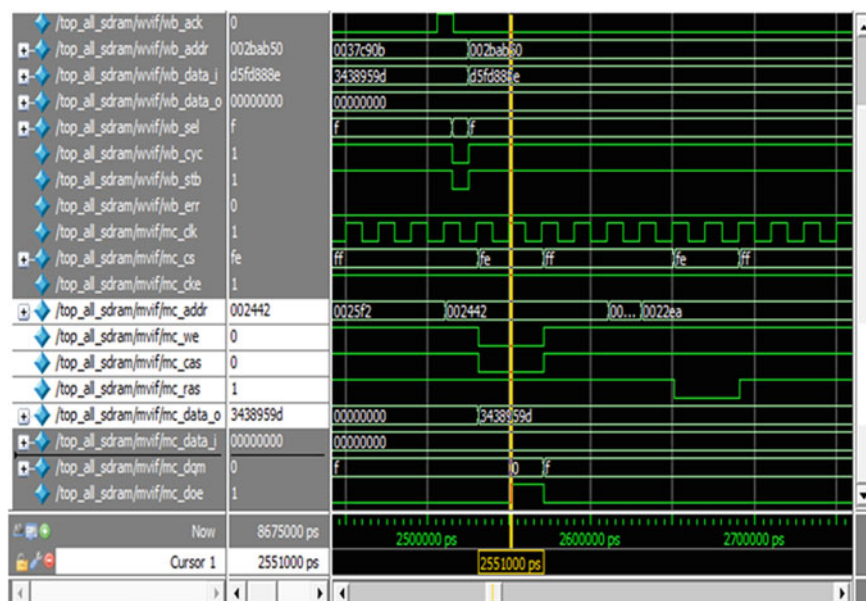 /top_all_sdram/wvif/wb_ack 0
/top_all_sdram/wvif/wb_addr 002bab50 0037c90b 002bab50
/top_all_sdram/wvif/wb_data_i d5fd888e 3438959d d5fd888e
/top_all_sdram/wvif/wb_data_o 00000000 00000000
/top_all_sdram/wvif/wb_sel f f f
/top_all_sdram/wvif/wb_cyc 1
/top_all_sdram/wvif/wb_stb 1
/top_all_sdram/wvif/wb_err 0
/top_all_sdram/mvif/mc_clk 1
/top_all_sdram/mvif/mc_cs fe ff fe ff fe ff
/top_all_sdram/mvif/mc_cke 1
/top_all_sdram/mvif/mc_addr 002442 0025f2 002442 00... 0022ea
/top_all_sdram/mvif/mc_we 0
/top_all_sdram/mvif/mc_cas 0
/top_all_sdram/mvif/mc_ras 1
/top_all_sdram/mvif/mc_data_o 3438959d 00000000 3438959d
/top_all_sdram/mvif/mc_data_i 00000000 00000000
/top_all_sdram/mvif/mc_dqm 0 f 0 f
/top_all_sdram/mvif/mc_doe 1
Now 8675000 ps 2500000 ps 2600000 ps 2700000 ps
Cursor 1 2551000 ps 2551000 ps